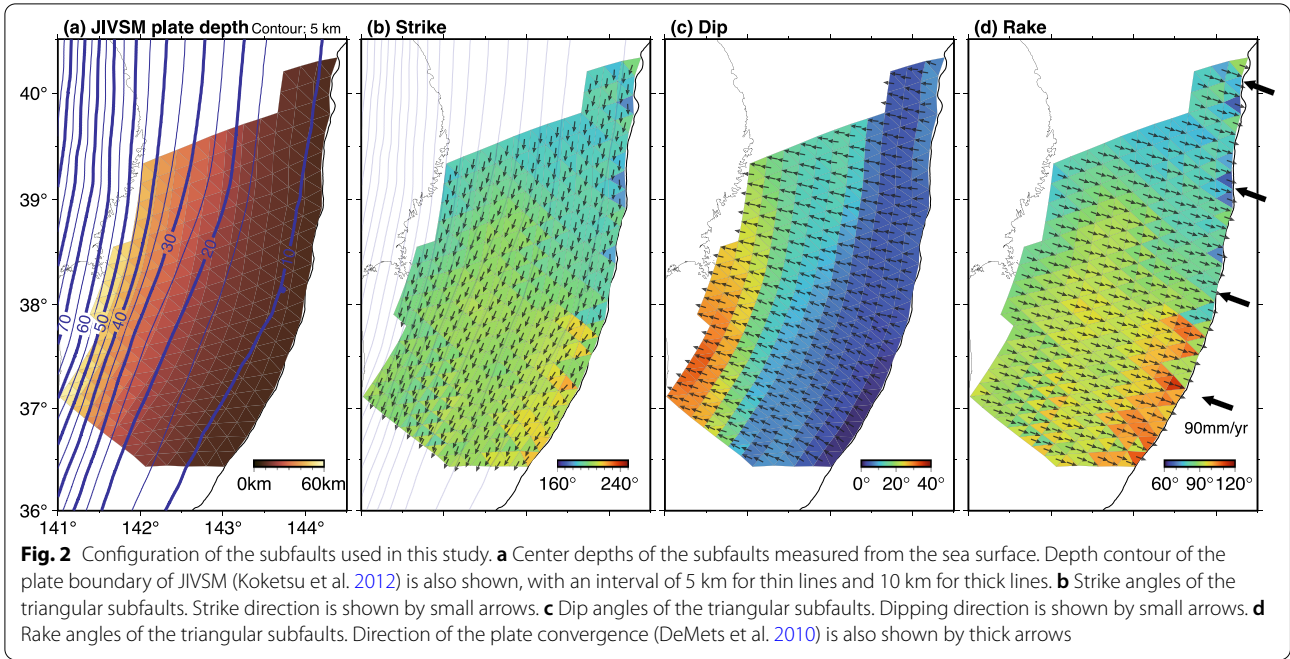 (a) JIVSM plate depth Contour: 5 km
(b) Strike
(c) Dip
(d) Rake
40°
39°
38°
37°
36°
141°
142°
143°
144°
70
60
50
40
30
20
10
0km
60km
160°
240°
0°
20°
40°
90mm/yr
60°
90°
120°
Fig. 2 Configuration of the subfaults used in this study. a Center depths of the subfaults measured from the sea surface. Depth contour of the
plate boundary of JIVSM (Koketsu et al. 2012) is also shown, with an interval of 5 km for thin lines and 10 km for thick lines. b Strike angles of the
triangular subfaults. Strike direction is shown by small arrows. c Dip angles of the triangular subfaults. Dipping direction is shown by small arrows. d
Rake angles of the triangular subfaults. Direction of the plate convergence (DeMets et al. 2010) is also shown by thick arrows